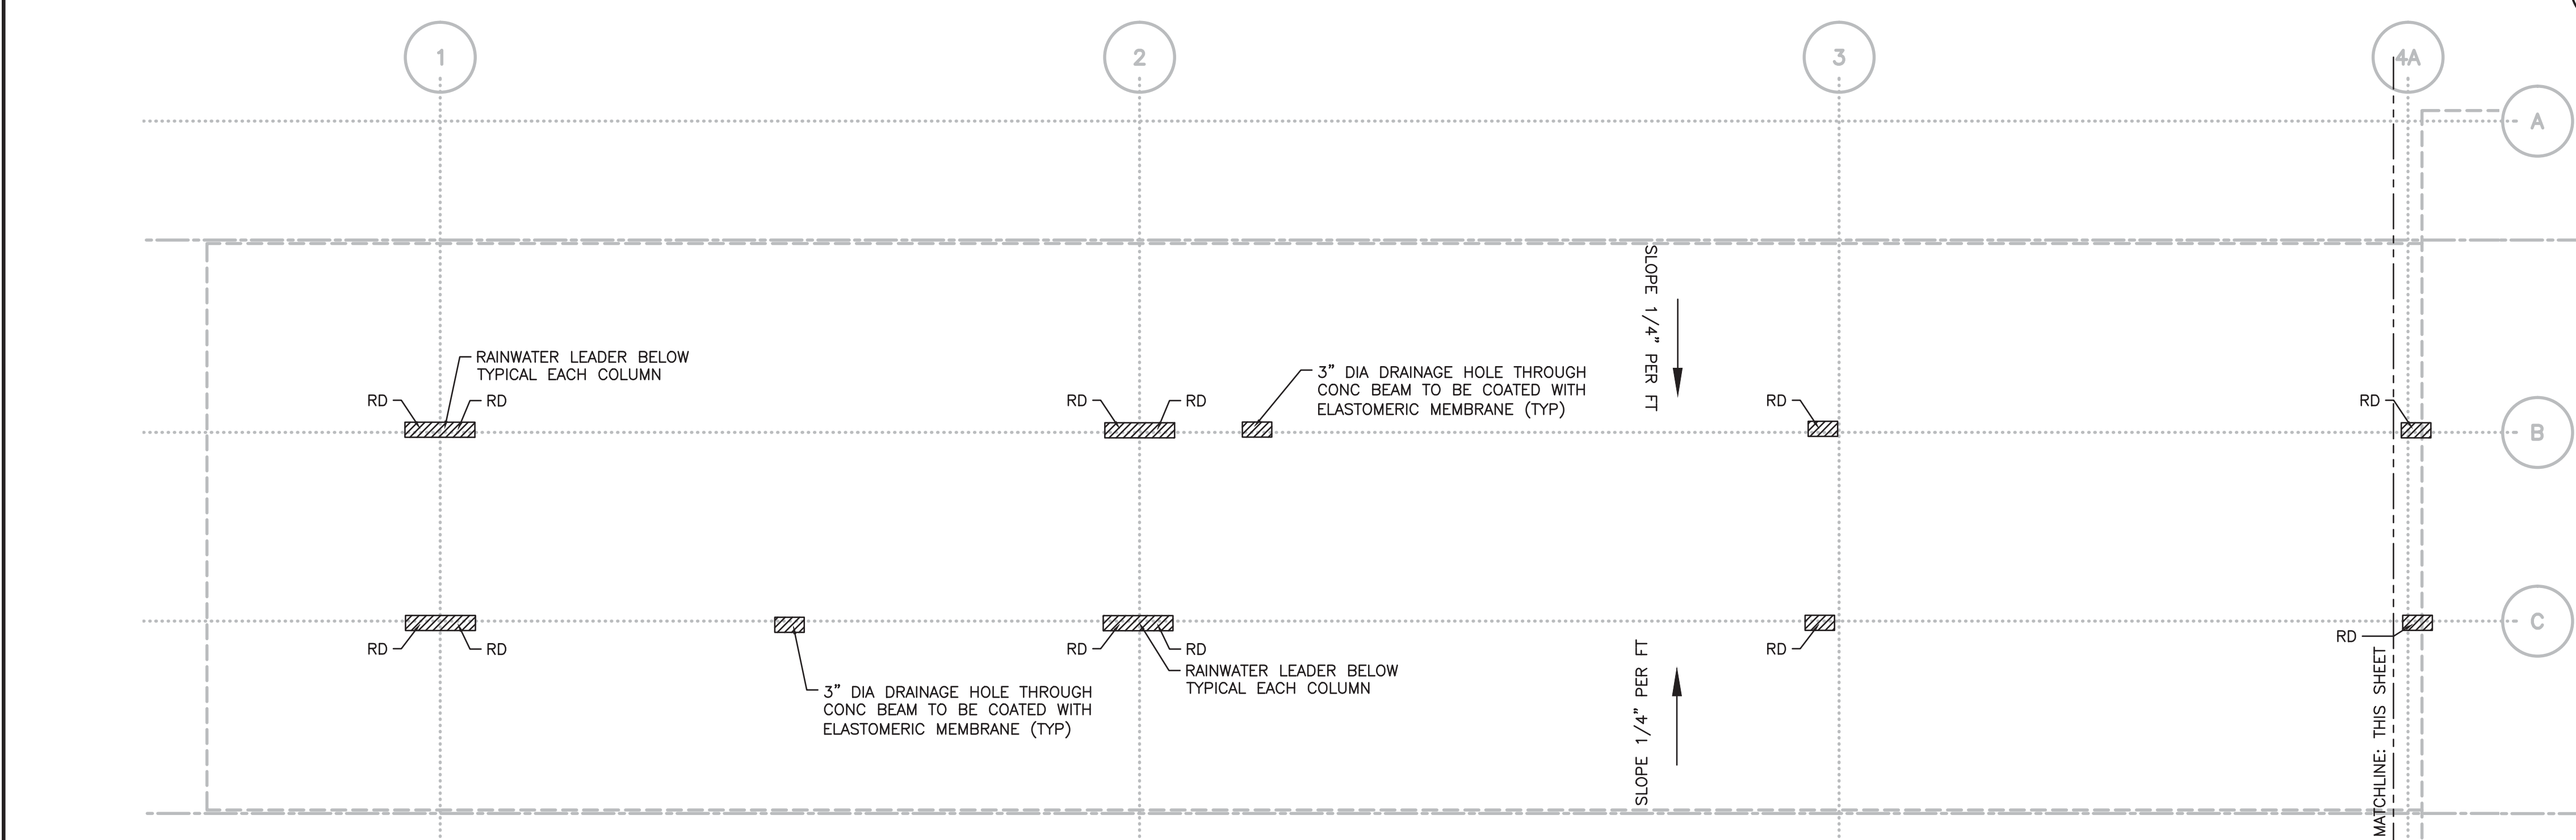 1
2
3
4A
A
SLOPE 1/4" PER FT
RAINWATER LEADER BELOW
TYPICAL EACH COLUMN
3" DIA DRAINAGE HOLE THROUGH
CONC BEAM TO BE COATED WITH
ELASTOMERIC MEMBRANE (TYP)
RD
RD
RD
RD
RD
RD
B
C
RD
RD
RD
RD
RD
RD
RAINWATER LEADER BELOW
TYPICAL EACH COLUMN
3" DIA DRAINAGE HOLE THROUGH
CONC BEAM TO BE COATED WITH
ELASTOMERIC MEMBRANE (TYP)
SLOPE 1/4" PER FT
MATCHLINE: THIS SHEET